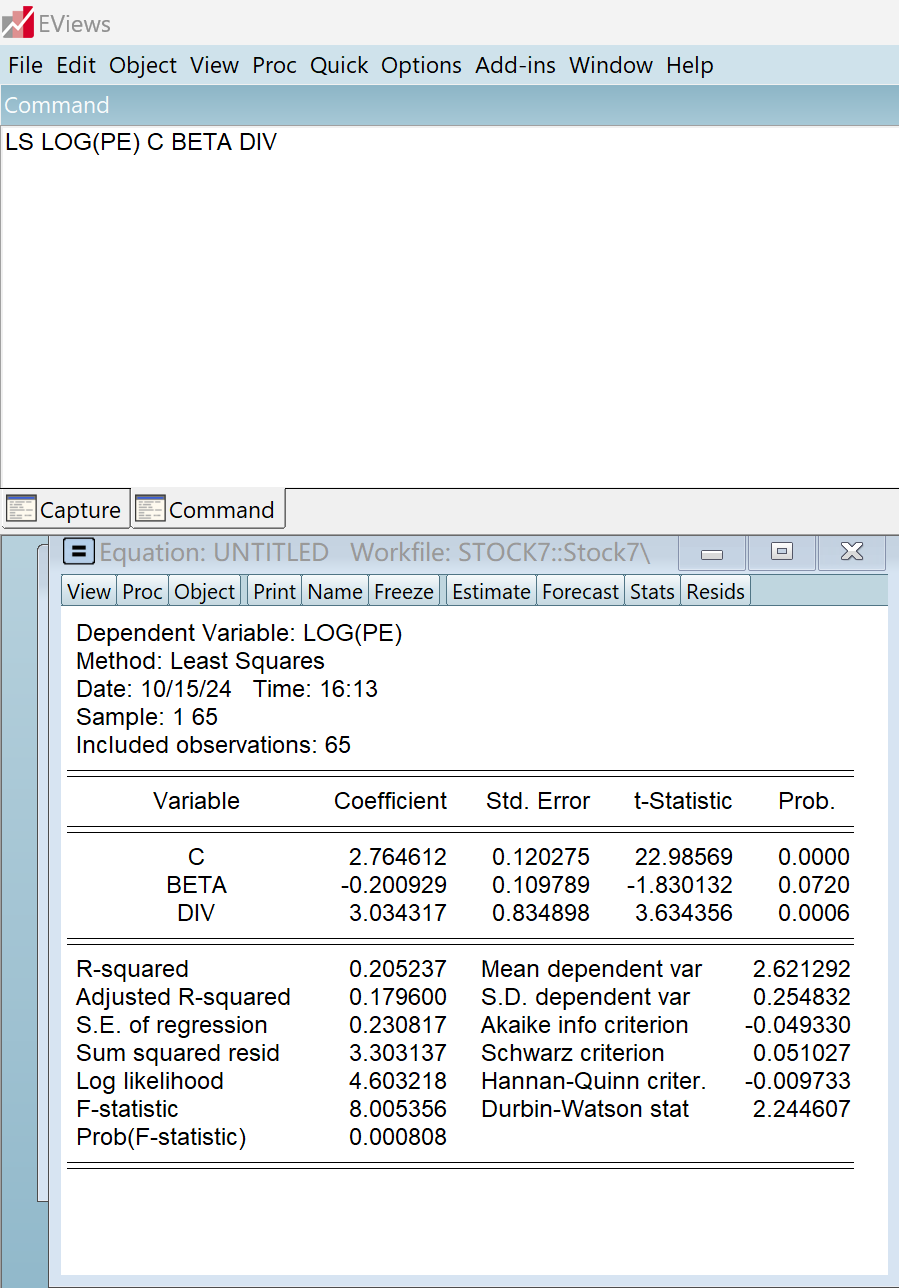 EViews
File Edit Object View Proc Quick Options Add-ins Window Help
Command
LS LOG(PE) C BETA DIV
Capture Command
Equation: UNTITLED Workfile: STOCK7::Stock7\
View Proc Object Print Name Freeze Estimate Forecast Stats Resids
Dependent Variable: LOG(PE)
Method: Least Squares
Date: 10/15/24 Time: 16:13
Sample: 1 65
Included observations: 65
Variable Coefficient Std. Error t-Statistic Prob.
C 2.764612 0.120275 22.98569 0.0000
BETA -0.200929 0.109789 -1.830132 0.0720
DIV 3.034317 0.834898 3.634356 0.0006
R-squared 0.205237 Mean dependent var 2.621292
Adjusted R-squared 0.179600 S.D. dependent var 0.254832
S.E. of regression 0.230817 Akaike info criterion -0.049330
Sum squared resid 3.303137 Schwarz criterion 0.051027
Log likelihood 4.603218 Hannan-Quinn criter. -0.009733
F-statistic 8.005356 Durbin-Watson stat 2.244607
Prob(F-statistic) 0.000808